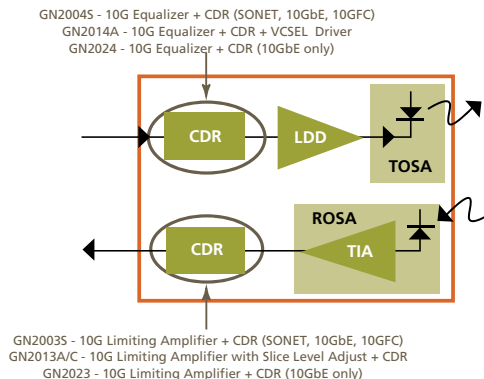 GN2004S - 10G Equalizer + CDR (SONET, 10GbE, 10GFC)
GN2014A - 10G Equalizer + CDR + VCSEL Driver
GN2024 - 10G Equalizer + CDR (10GbE only)
CDR
LDD
TOSA
ROSA
CDR
TIA
GN2003S - 10G Limiting Amplifier + CDR (SONET, 10GbE, 10GFC)
GN2013A/C - 10G Limiting Amplifier with Slice Level Adjust + CDR
GN2023 - 10G Limiting Amplifier + CDR (10GbE only)